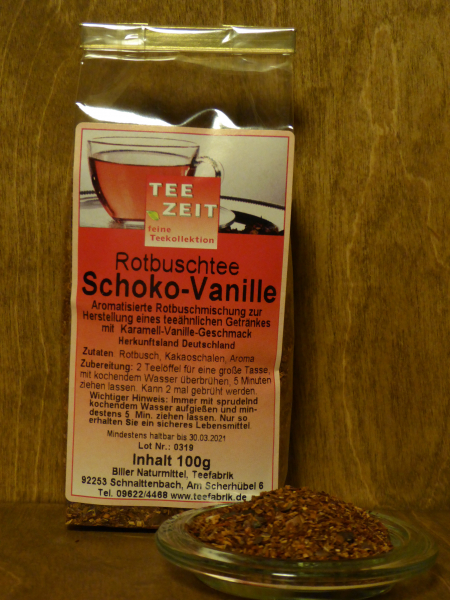 TEE
ZEIT
feine
Teekollektion
Rotbuschtee
Schoko-Vanille
Aromatisierte Rotbuschmischung zur
Herstellung eines teeähnlichen Getränkes
mit Karamell-Vanille-Geschmack
Herkunftsland Deutschland
Zutaten: Rotbusch, Kakaoschalen, Aroma
Zubereitung: 2 Teelöffel für eine große Tasse,
mit kochendem Wasser überbrühen, 5 Minuten
ziehen lassen. Kann 2 mal gebrüht werden.
Wichtiger Hinweis: Immer mit sprudelnd
kochendem Wasser aufgießen und min-
destens 5 Min. ziehen lassen. Nur so
erhalten Sie ein sicheres Lebensmittel.
Mindestens haltbar bis 30.03.2021
Lot Nr.: 0319
Inhalt 100g
Biller Naturmittel, Teefabrik
92253 Schnaittenbach, Am Scherhübel 6
Tel. 09622/4468 www.teefabrik.de